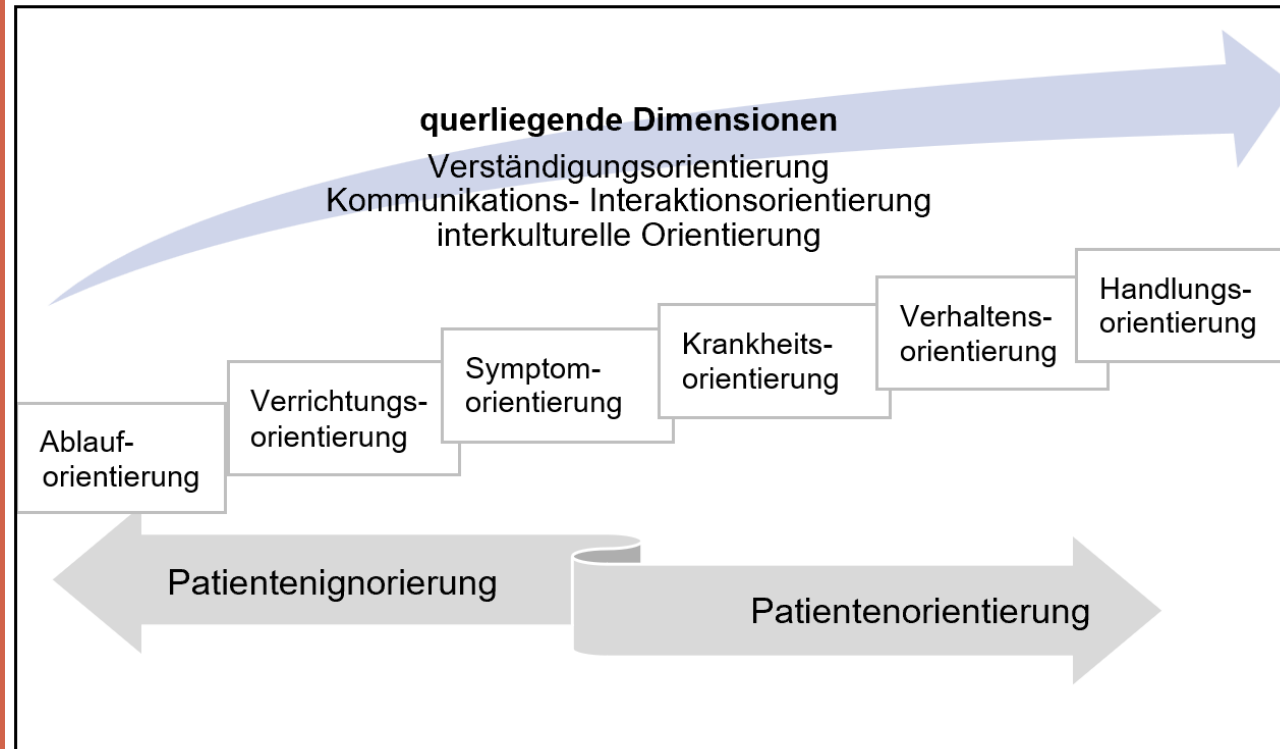 querliegende Dimensionen
Verständigungsorientierung
Kommunikations- Interaktionsorientierung
interkulturelle Orientierung
Ablauf-
orientierung
Verrichtungs-
orientierung
Symptom-
orientierung
Krankheits-
orientierung
Verhaltens-
orientierung
Handlungs-
orientierung
Patientenignorierung
Patientenorientierung